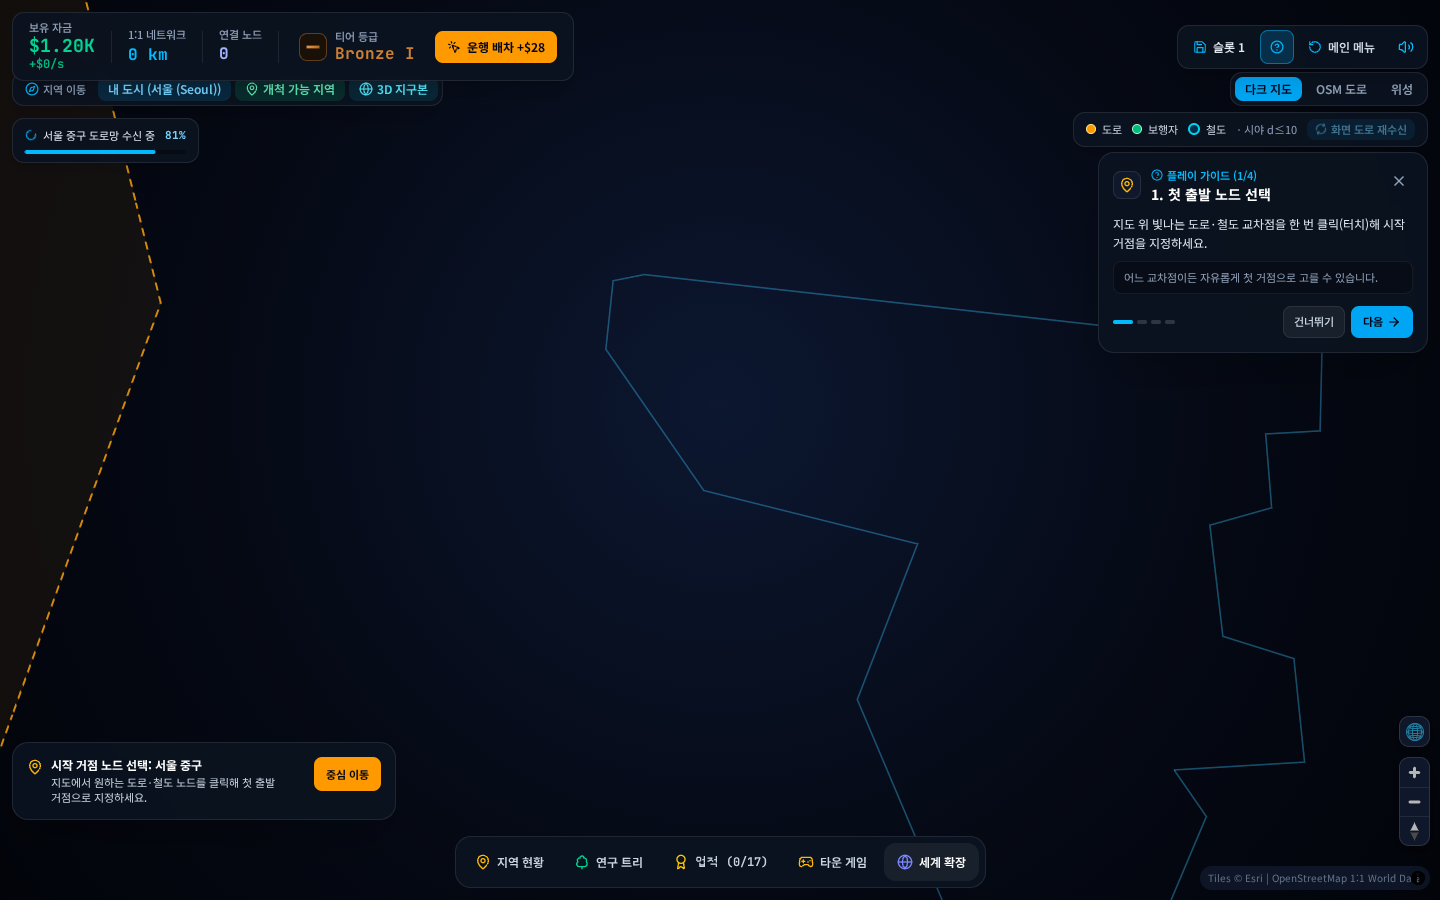 보유 자금
$1.20K
+$0/s
1:1 네트워크
0 km
연결 노드
0
티어 등급
Bronze I
운행 배차 +$28
슬롯 1
메인 메뉴
지역 이동
내 도시 (서울 (Seoul))
개척 가능 지역
3D 지구본
다크 지도
OSM 도로
위성
서울 중구 도로망 수신 중 81%
도로
보행자
철도
· 시야 d≤10
화면 도로 재수신
플레이 가이드 (1/4)
1. 첫 출발 노드 선택
지도 위 빛나는 도로·철도 교차점을 한 번 클릭(터치)해 시작
거점을 지정하세요.
어느 교차점이든 자유롭게 첫 거점으로 고를 수 있습니다.
건너뛰기
다음
시작 거점 노드 선택: 서울 중구
지도에서 원하는 도로·철도 노드를 클릭해 첫 출발
거점으로 지정하세요.
중심 이동
지역 현황
연구 트리
업적 (0/17)
타운 게임
세계 확장
Tiles © Esri | OpenStreetMap 1:1 World Da